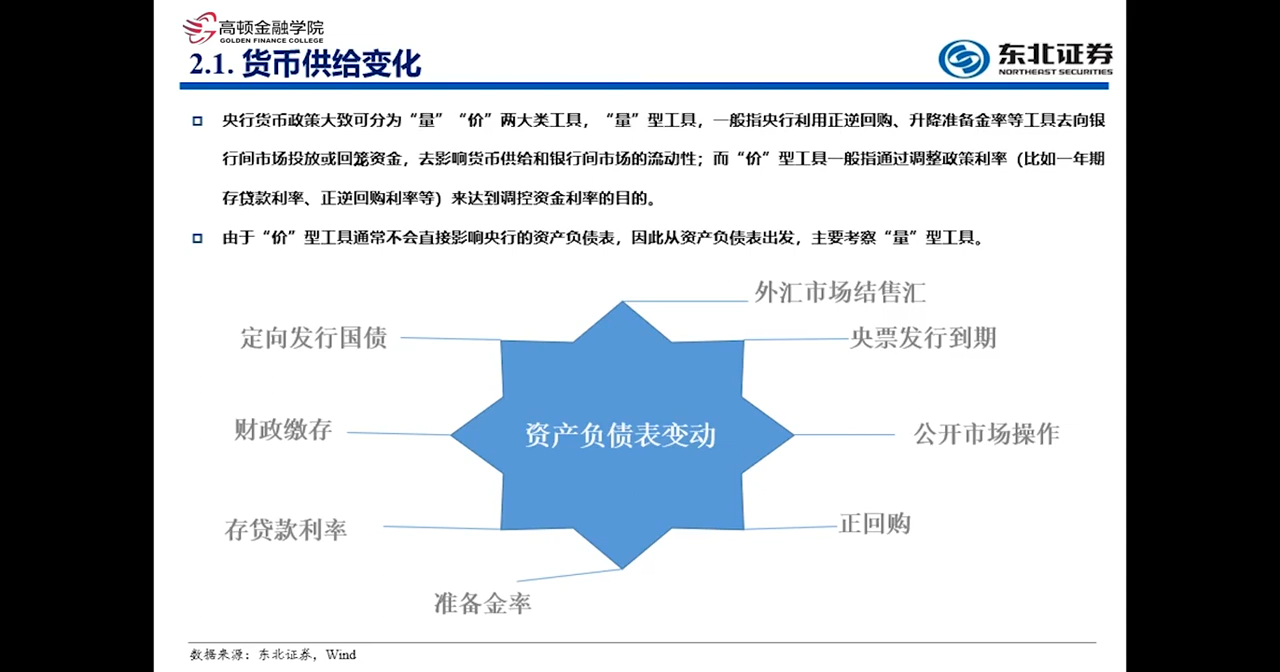 高顿金融学院
GOLDEN FINANCE COLLEGE
2.1. 货币供给变化
东北证券
NORTHEAST SECURITIES
央行货币政策大致可分为“量”“价”两大类工具，“量”型工具，一般指央行利用正逆回购、升降准备金率等工具去向银
行间市场投放或回笼资金，去影响货币供给和银行间市场的流动性；而“价”型工具一般指通过调整政策利率（比如一年期
存贷款利率、正逆回购利率等）来达到调控资金利率的目的。
由于“价”型工具通常不会直接影响央行的资产负债表，因此从资产负债表出发，主要考察“量”型工具。
外汇市场结售汇
定向发行国债
央票发行到期
财政缴存
资产负债表变动
公开市场操作
存贷款利率
正回购
准备金率
数据来源：东北证券，Wind